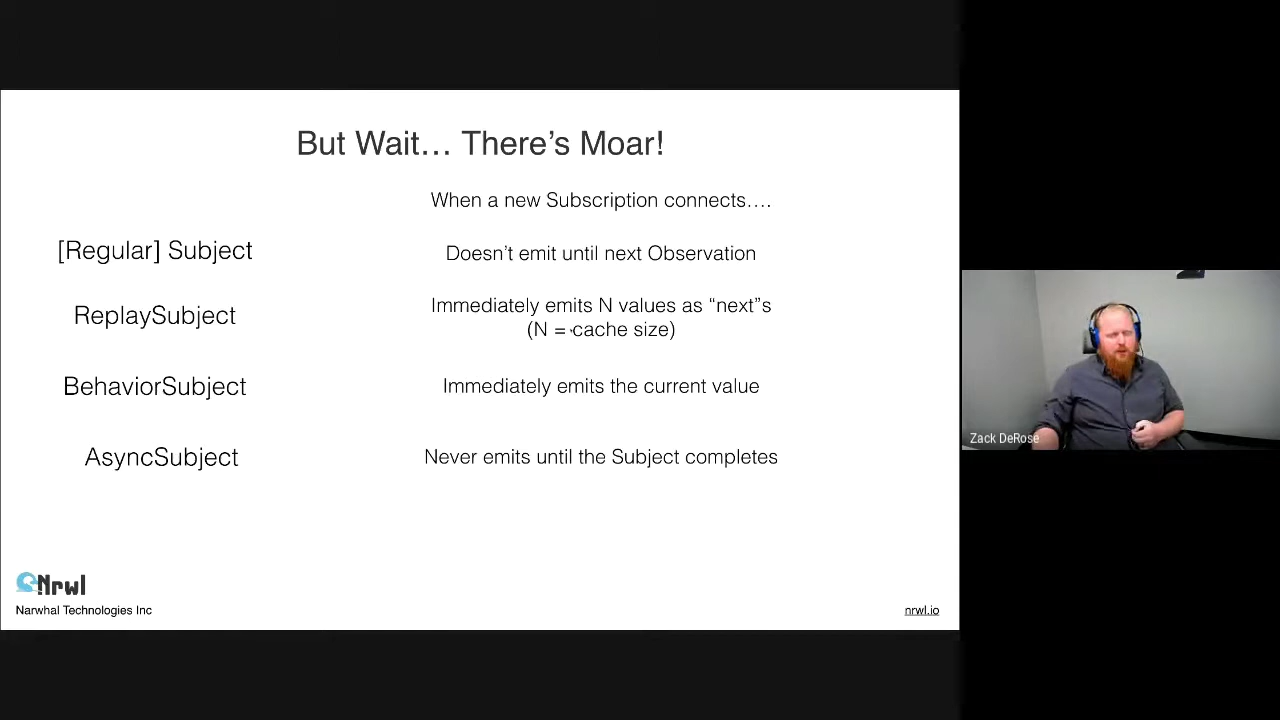 But Wait… There’s Moar!
When a new Subscription connects….
[Regular] Subject
Doesn’t emit until next Observation
ReplaySubject
Immediately emits N values as “next”s
(N = cache size)
BehaviorSubject
Immediately emits the current value
AsyncSubject
Never emits until the Subject completes
Nrwl
Narwhal Technologies Inc
nrwl.io
Zack DeRose